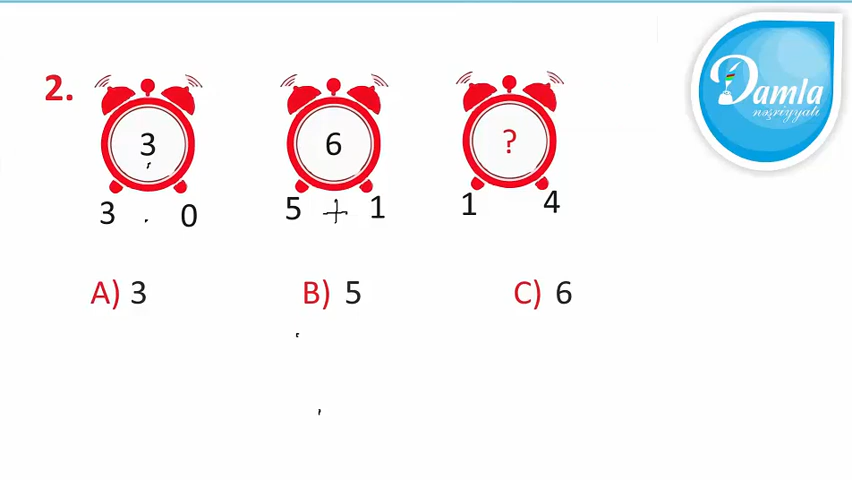 2.
3 6 ?
3 . 0 5 + 1 1 4
A) 3 B) 5 C) 6
Damla
nəşriyyatı